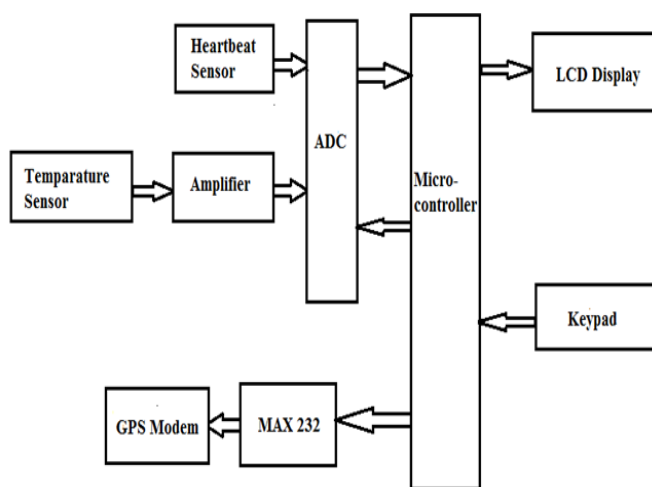 Heartbeat
Sensor
ADC
LCD Display
Temparature
Sensor
Amplifier
Micro-
controller
Keypad
GPS Modem
MAX 232